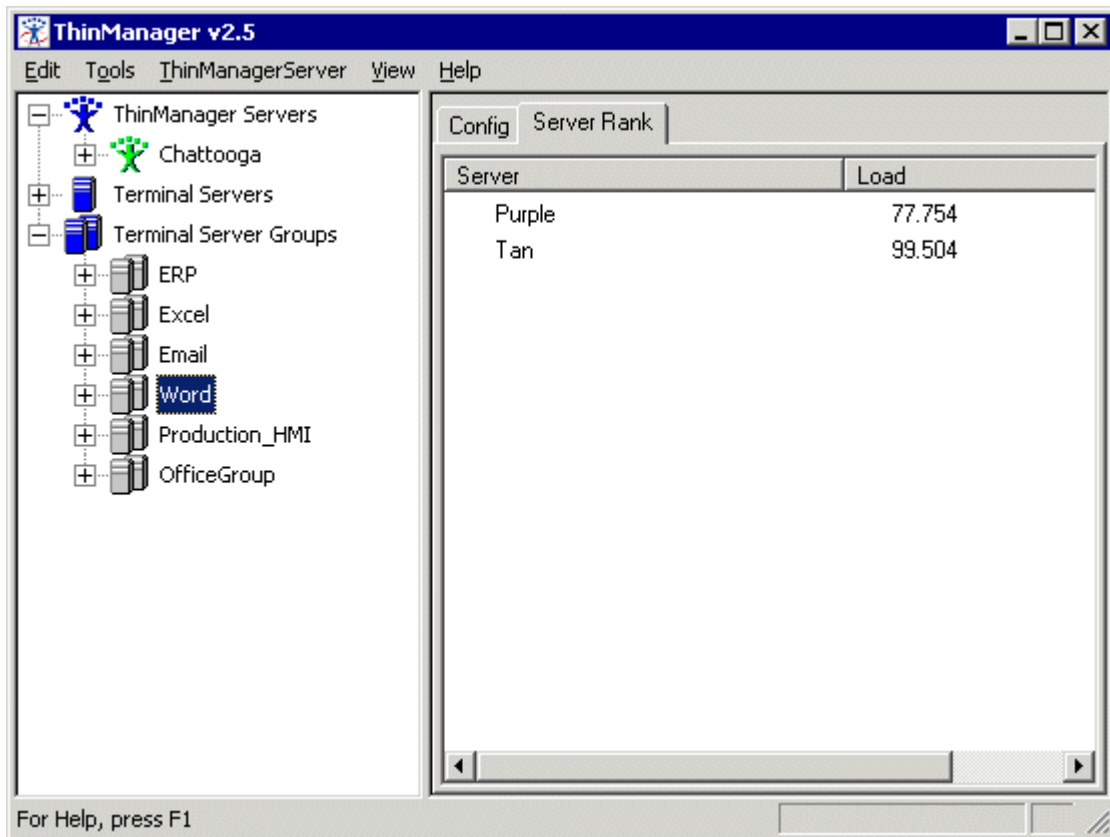 ThinManager v2.5
Edit Tools ThinManagerServer View Help
ThinManager Servers
Chattooga
Terminal Servers
Terminal Server Groups
ERP
Excel
Email
Word
Production_HMI
OfficeGroup
Config Server Rank
Server Load
Purple 77.754
Tan 99.504
For Help, press F1